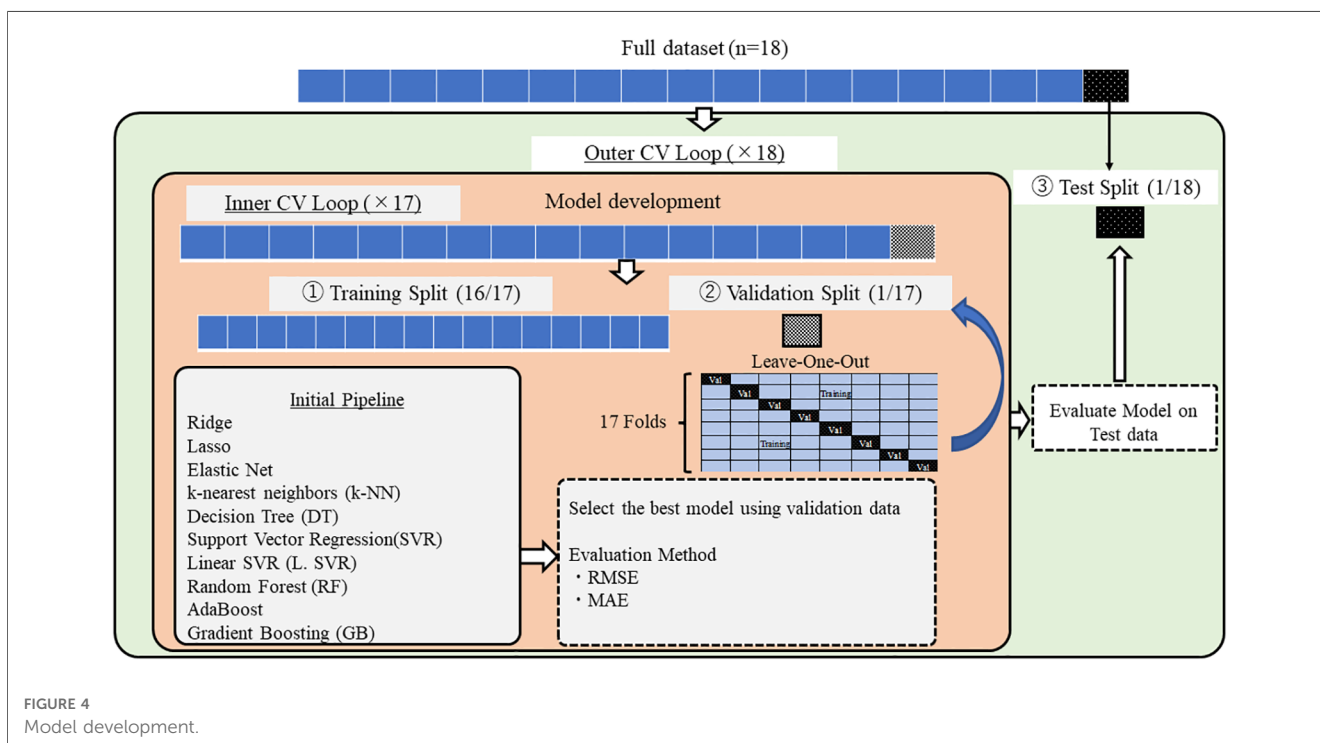 Full dataset (n=18)
Outer CV Loop (×18)
③ Test Split (1/18)
Inner CV Loop (×17)
Model development
① Training Split (16/17)
② Validation Split (1/17)
Leave-One-Out
17 Folds
Val
Val
Training
Val
Val
Val
Training
Val
Val
Val
Initial Pipeline
Ridge
Lasso
Elastic Net
k-nearest neighbors (k-NN)
Decision Tree (DT)
Support Vector Regression(SVR)
Linear SVR (L. SVR)
Random Forest (RF)
AdaBoost
Gradient Boosting (GB)
Select the best model using validation data
Evaluation Method
・RMSE
・MAE
Evaluate Model on
Test data
FIGURE 4
Model development.